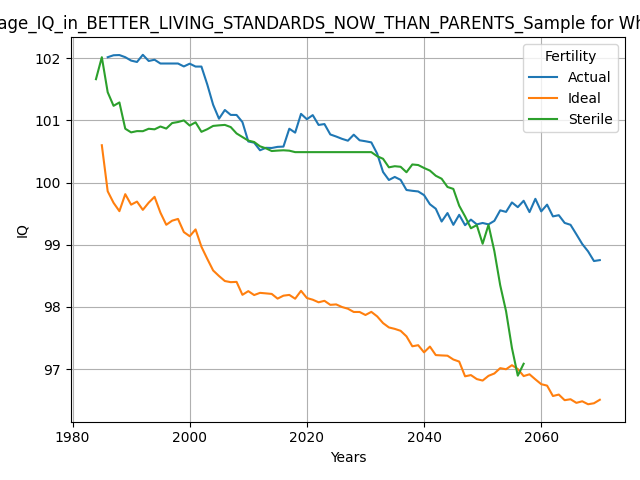 age_IQ_in_BETTER_LIVING_STANDARDS_NOW_THAN_PARENTS_Sample for Wh
Fertility
Actual
Ideal
Sterile
102
101
100
99
98
97
IQ
1980
2000
2020
2040
2060
Years